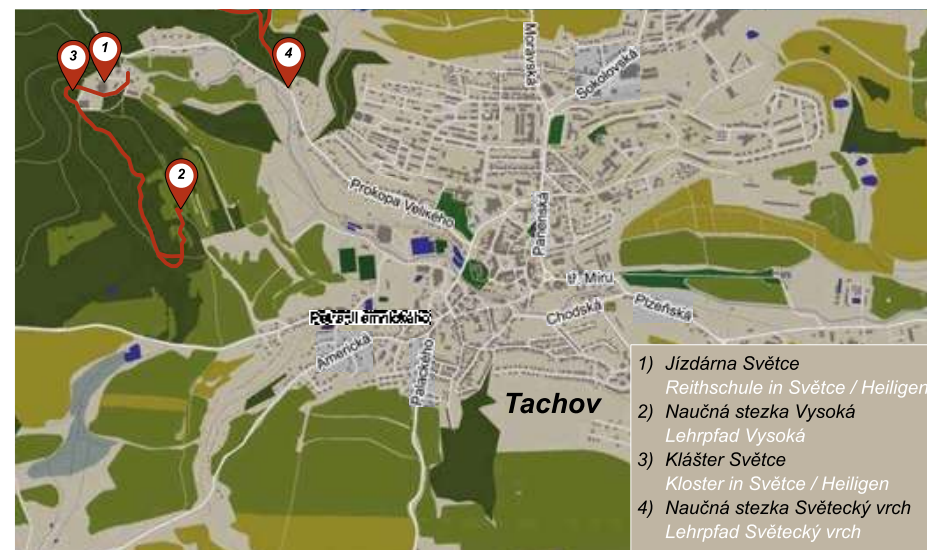 3
1
4
2
Moravská
Sokolovská
Prokopa Velikého
Panenská
tř. Míru
Chodská
Plzeňská
Americká
Palackého
Tachov
1) Jízdárna Světce
Reithschule in Světce / Heiligen
2) Naučná stezka Vysoká
Lehrpfad Vysoká
3) Klášter Světce
Kloster in Světce / Heiligen
4) Naučná stezka Světecký vrch
Lehrpfad Světecký vrch